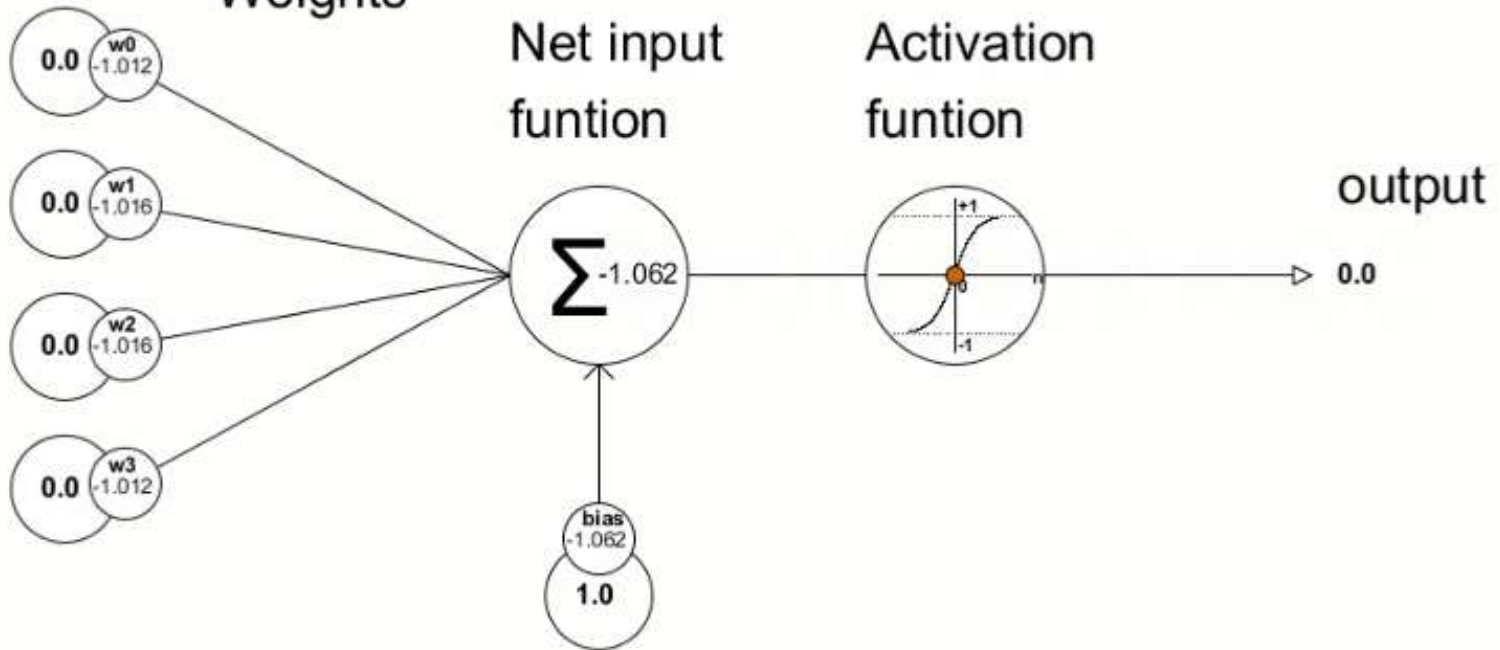 Weights
Net input
funtion
Activation
funtion
output
0.0
w0
-1.012
0.0
w1
-1.016
0.0
w2
-1.016
0.0
w3
-1.012
∑
-1.062
+1
0
n
-1
0.0
bias
-1.062
1.0